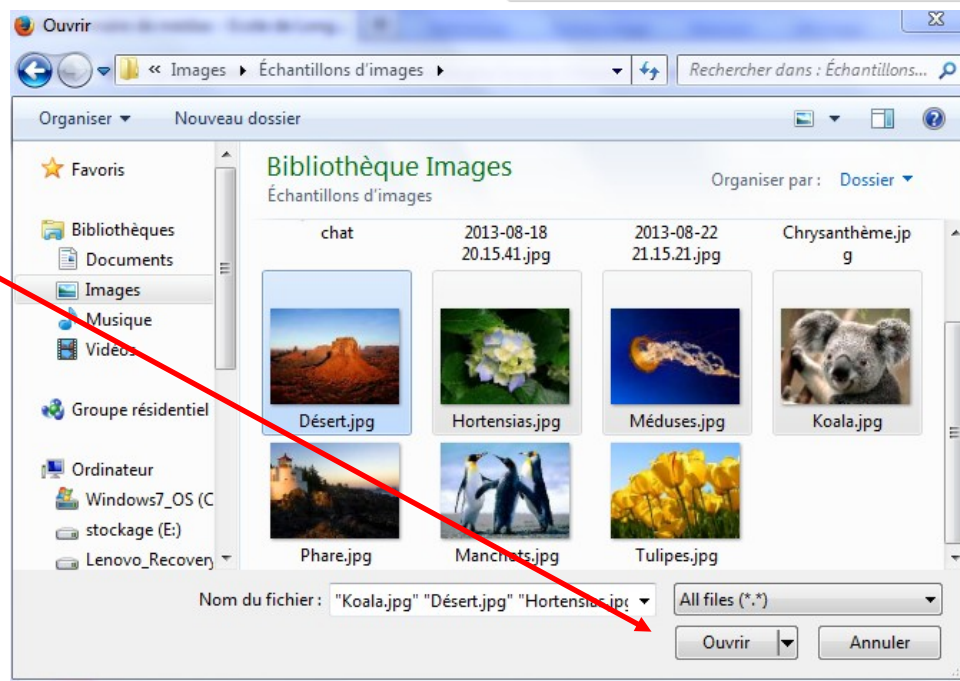 Ouvrir
« Images Échantillons d'images
Rechercher dans : Échantillons...
Organiser
Nouveau dossier
Favoris
Bibliothèques
Documents
Images
Musique
Vidéos
Groupe résidentiel
Ordinateur
Windows7_OS (C
stockage (E:)
Lenovo_Recovery
Bibliothèque Images
Échantillons d'images
Organiser par : Dossier
chat
2013-08-18
20.15.41.jpg
2013-08-22
21.15.21.jpg
Chrysanthème.jp
g
Désert.jpg
Hortensias.jpg
Méduses.jpg
Koala.jpg
Phare.jpg
Manchots.jpg
Tulipes.jpg
Nom du fichier : "Koala.jpg" "Désert.jpg" "Hortensias.jpg
All files (*.*)
Ouvrir
Annuler